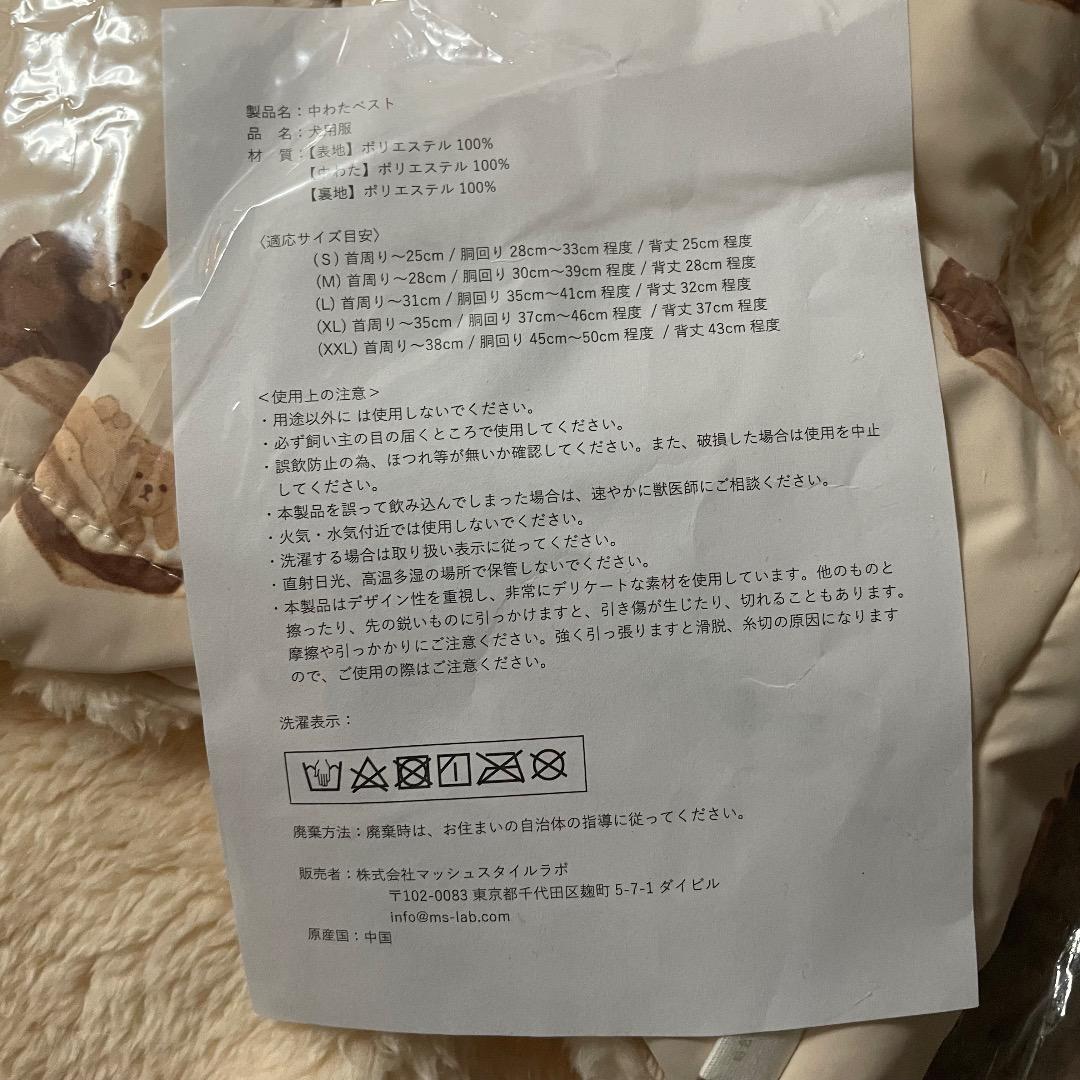 製品名：中わたベスト
品　名：犬用服
材　質：【表地】ポリエステル 100%
【中わた】ポリエステル 100%
【裏地】ポリエステル 100%
〈適応サイズ目安〉
(S) 首周り〜25cm / 胴回り 28cm〜33cm 程度 / 背丈 25cm 程度
(M) 首周り〜28cm / 胴回り 30cm〜39cm 程度 / 背丈 28cm 程度
(L) 首周り〜31cm / 胴回り 35cm〜41cm 程度 / 背丈 32cm 程度
(XL) 首周り〜35cm / 胴回り 37cm〜46cm 程度 / 背丈 37cm 程度
(XXL) 首周り〜38cm / 胴回り 45cm〜50cm 程度 / 背丈 43cm 程度
＜使用上の注意＞
・用途以外に は使用しないでください。
・必ず飼い主の目の届くところで使用してください。
・誤飲防止の為、ほつれ等が無いか確認してください。また、破損した場合は使用を中止
してください。
・本製品を誤って飲み込んでしまった場合は、速やかに獣医師にご相談ください。
・火気・水気付近では使用しないでください。
・洗濯する場合は取り扱い表示に従ってください。
・直射日光、高温多湿の場所で保管しないでください。
・本製品はデザイン性を重視し、非常にデリケートな素材を使用しています。他のものと
擦ったり、先の鋭いものに引っかけますと、引き傷が生じたり、切れることもあります。
摩擦や引っかかりにご注意ください。強く引っ張りますと滑脱、糸切の原因になります
ので、ご使用の際はご注意ください。
洗濯表示：
廃棄方法：廃棄時は、お住まいの自治体の指導に従ってください。
販売者：株式会社マッシュスタイルラボ
〒102-0083 東京都千代田区麹町 5-7-1 ダイビル
info@ms-lab.com
原産国：中国